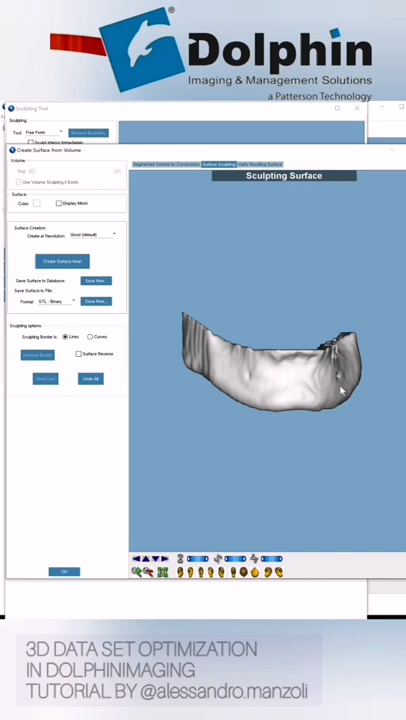 Dolphin
Imaging & Management Solutions
a Patterson Technology
Sculpting Tool
Sculpting
Tool: Free Form
Create Surface from Volume
Volume
Seg.
Use Volume Sculpting if Exists
Segmented Volume for Construction
Surface Sculpting
Verify Resulting Surface
Sculpting Surface
Surface:
Color
Display Mesh
Surface Creation:
Create at Resolution: Good (default)
Create Surface Now!
Save Surface to Database: Save Now...
Save Surface to File:
Format: STL - Binary Save Now...
Sculpting options
Sculpting Border is: Lines Curves
Surface Reverse
Undo All
OK
3D DATA SET OPTIMIZATION
IN DOLPHINIMAGING
TUTORIAL BY @alessandro.manzoli